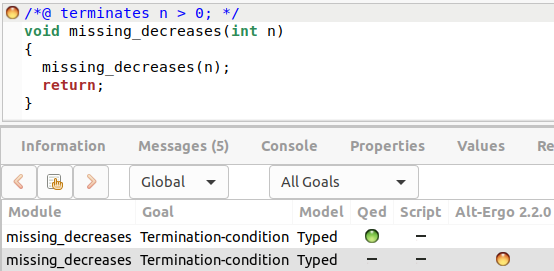 /*@ terminates n > 0; */
void missing_decreases(int n)
{
  missing_decreases(n);
  return;
}
Information Messages (5) Console Properties Values Re
Global All Goals
Module Goal Model Qed Script Alt-Ergo 2.2.0
missing_decreases Termination-condition Typed —
missing_decreases Termination-condition Typed — —